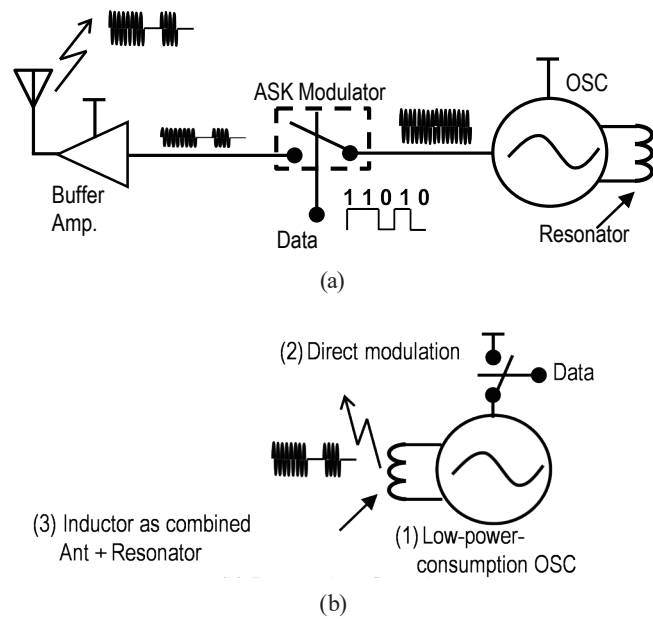 ASK Modulator
OSC
1 1 0 1 0
Buffer
Amp.
Data
Resonator
(a)
(2) Direct modulation
Data
(3) Inductor as combined
Ant + Resonator
(1) Low-power-
consumption OSC
(b)